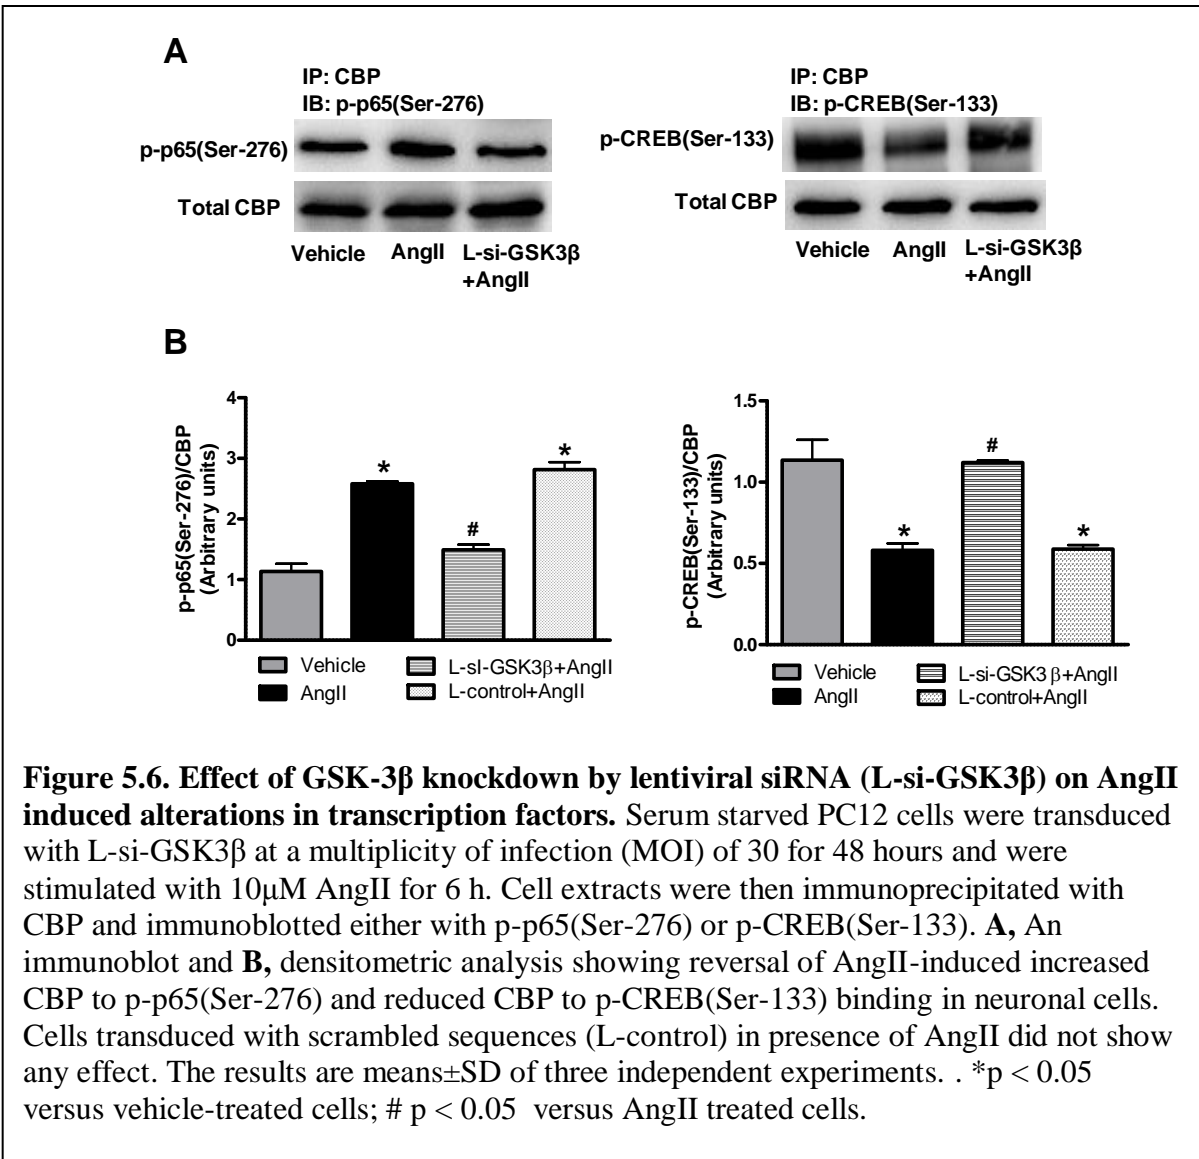 A
IP: CBP
IB: p-p65(Ser-276)
p-p65(Ser-276)
Total CBP
Vehicle AngII L-si-GSK3β
+AngII
IP: CBP
IB: p-CREB(Ser-133)
p-CREB(Ser-133)
Total CBP
Vehicle AngII L-si-GSK3β
+AngII
B
p-p65(Ser-276)/CBP
(Arbitrary units)
4
3
2
1
0
*
#
*
Vehicle L-sI-GSK3β+AngII
AngII L-control+AngII
p-CREB(Ser-133)/CBP
(Arbitrary units)
1.5
1.0
0.5
0.0
*
#
*
Vehicle L-si-GSK3 β+AngII
AngII L-control+AngII
Figure 5.6. Effect of GSK-3β knockdown by lentiviral siRNA (L-si-GSK3β) on AngII
induced alterations in transcription factors. Serum starved PC12 cells were transduced
with L-si-GSK3β at a multiplicity of infection (MOI) of 30 for 48 hours and were
stimulated with 10μM AngII for 6 h. Cell extracts were then immunoprecipitated with
CBP and immunoblotted either with p-p65(Ser-276) or p-CREB(Ser-133). A, An
immunoblot and B, densitometric analysis showing reversal of AngII-induced increased
CBP to p-p65(Ser-276) and reduced CBP to p-CREB(Ser-133) binding in neuronal cells.
Cells transduced with scrambled sequences (L-control) in presence of AngII did not show
any effect. The results are means±SD of three independent experiments. . *p < 0.05
versus vehicle-treated cells; # p < 0.05 versus AngII treated cells.